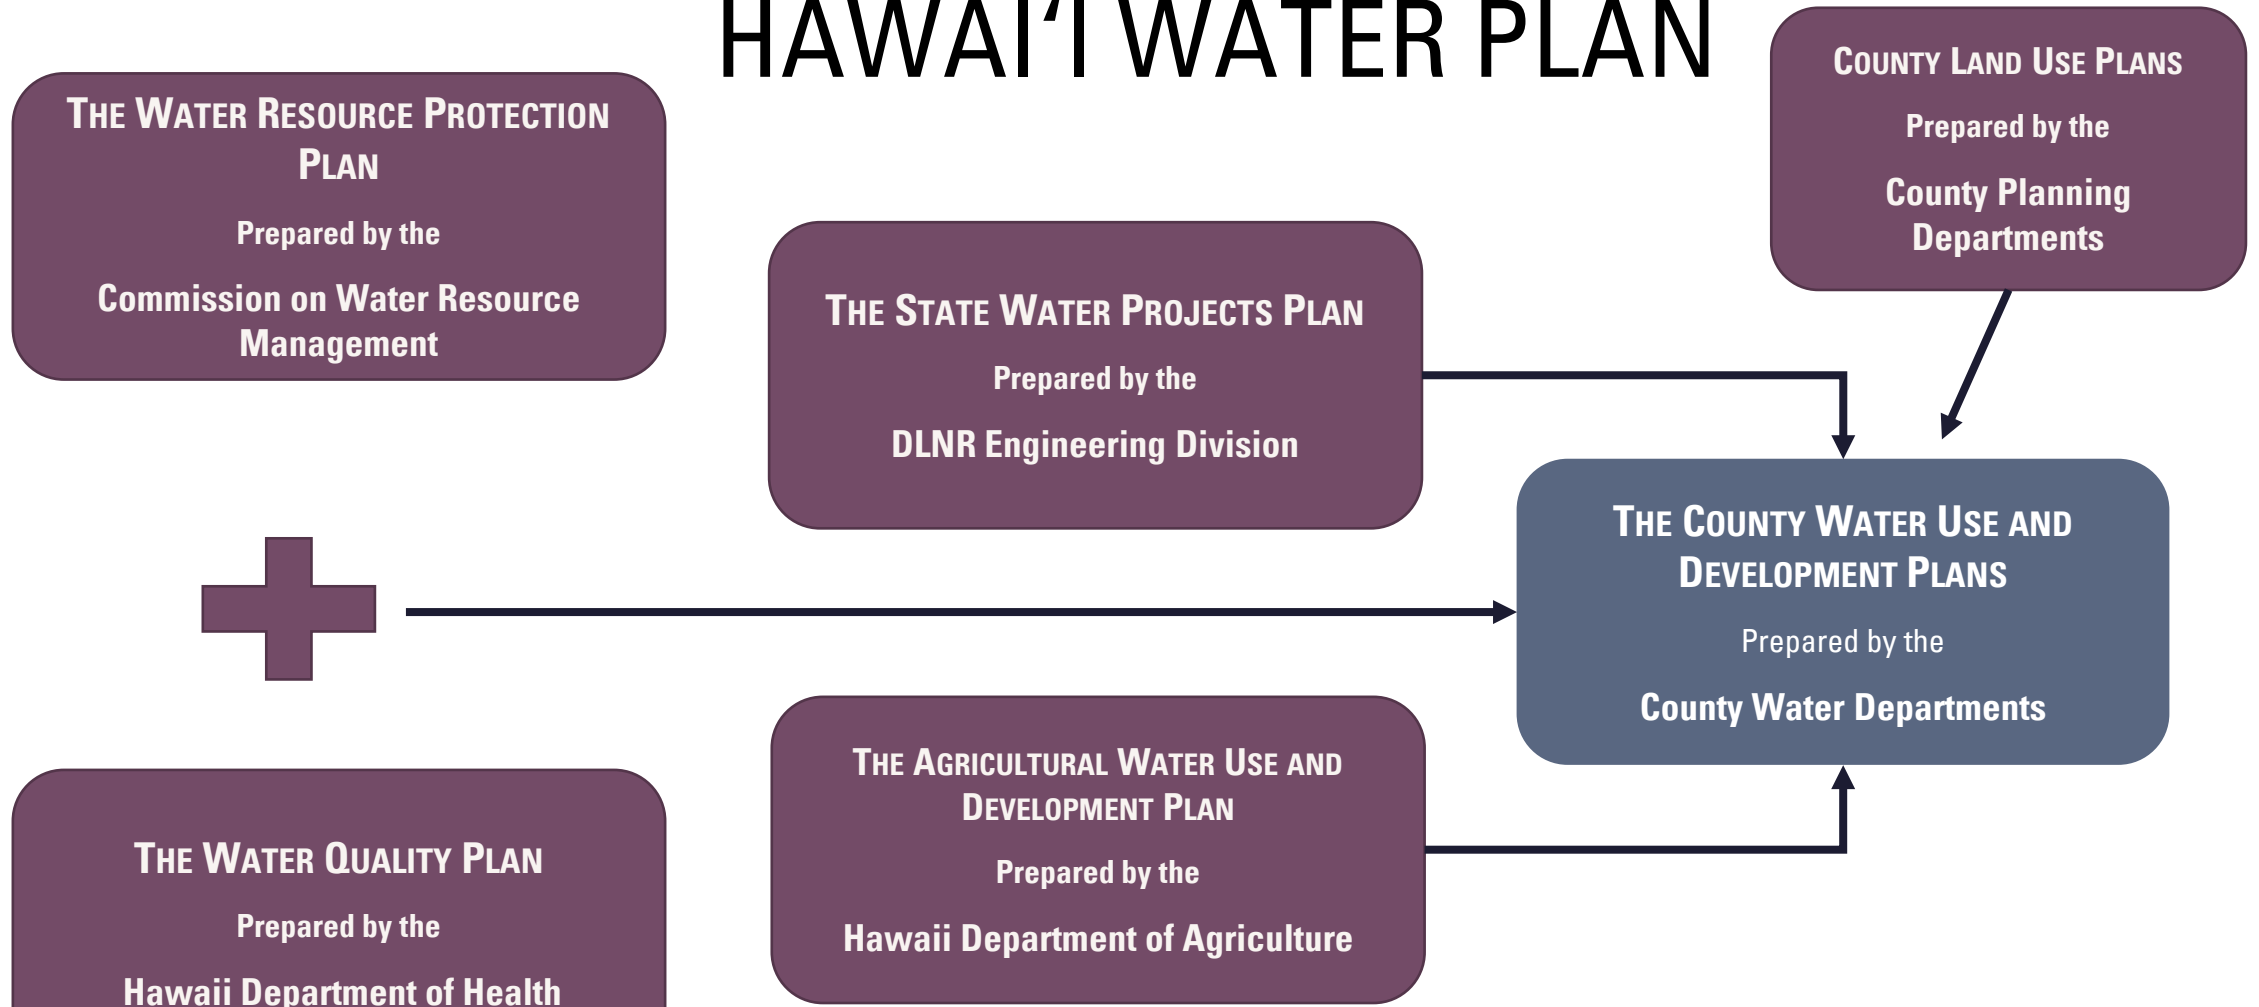 HAWAIʻI WATER PLAN
THE WATER RESOURCE PROTECTION
PLAN
Prepared by the
Commission on Water Resource
Management
THE WATER QUALITY PLAN
Prepared by the
Hawaii Department of Health
THE STATE WATER PROJECTS PLAN
Prepared by the
DLNR Engineering Division
THE AGRICULTURAL WATER USE AND
DEVELOPMENT PLAN
Prepared by the
Hawaii Department of Agriculture
COUNTY LAND USE PLANS
Prepared by the
County Planning
Departments
THE COUNTY WATER USE AND
DEVELOPMENT PLANS
Prepared by the
County Water Departments